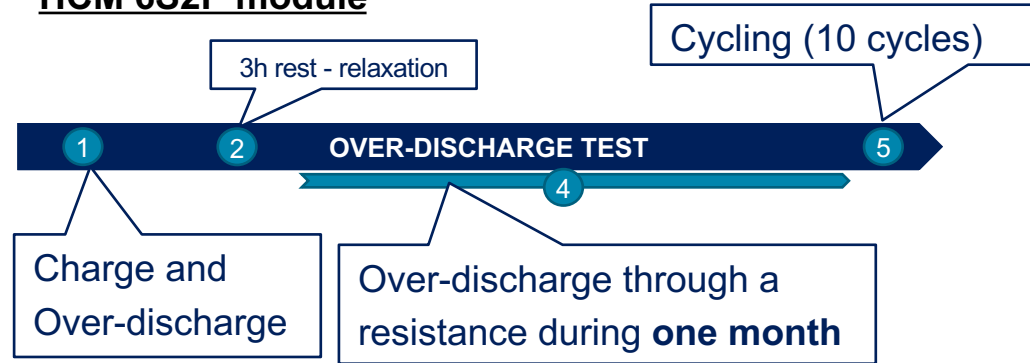 module
Cycling (10 cycles)
3h rest - relaxation
1
2
OVER-DISCHARGE TEST
5
4
Charge and
Over-discharge
Over-discharge through a
resistance during one month